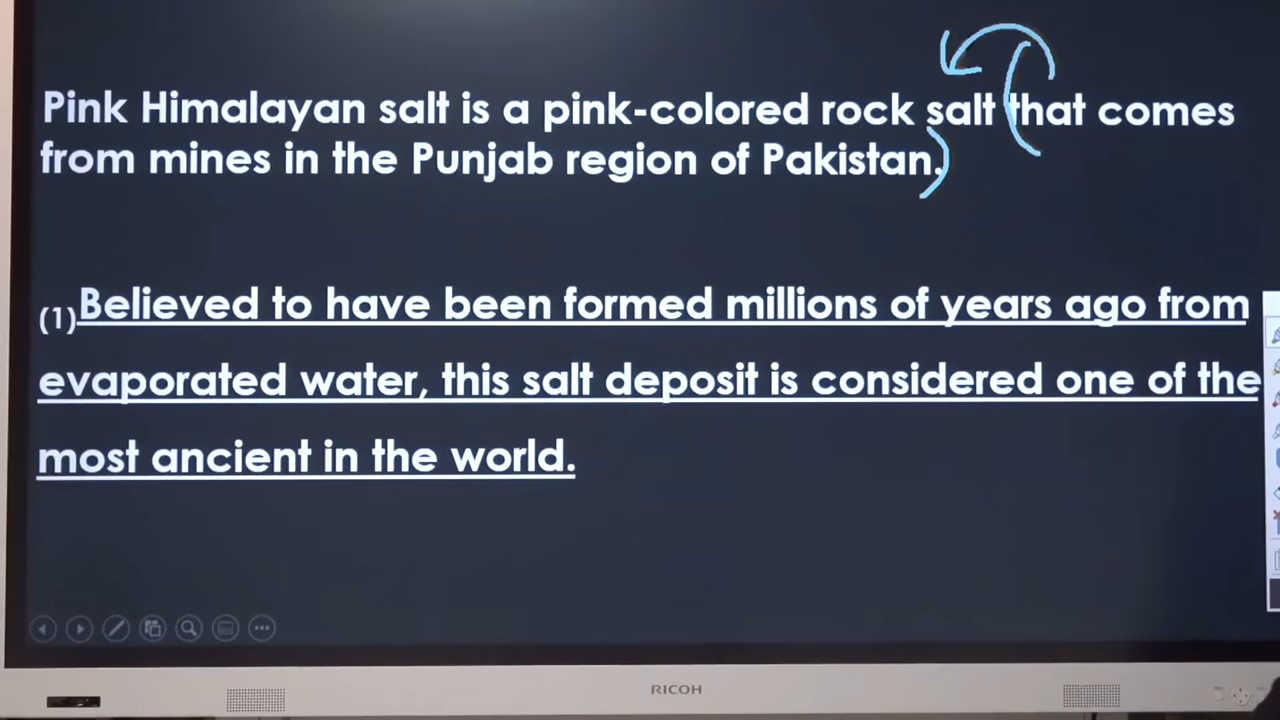 Pink Himalayan salt is a pink-colored rock salt that comes
from mines in the Punjab region of Pakistan.
(1)Believed to have been formed millions of years ago from
evaporated water, this salt deposit is considered one of the
most ancient in the world.
RICOH